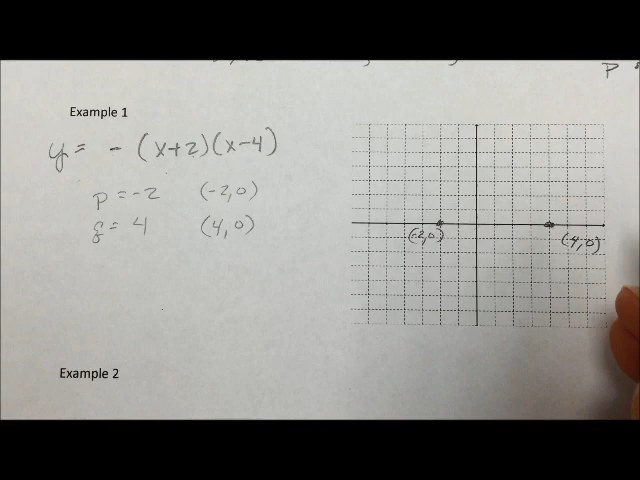 P
Example 1
y = - (x+2)(x-4)
p = -2 (-2,0)
q = 4 (4,0)
(-2,0)
(4,0)
Example 2